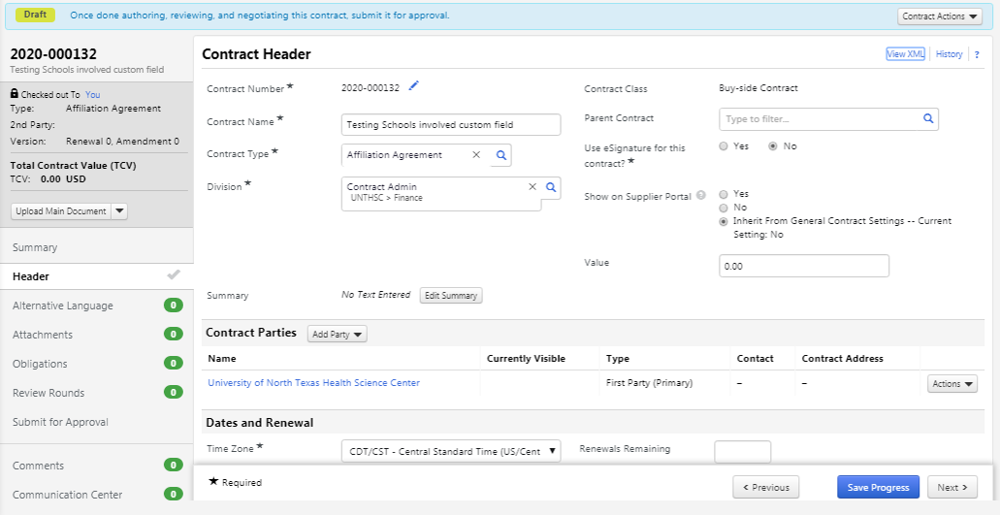 Draft
Once done authoring, reviewing, and negotiating this contract, submit it for approval.
Contract Actions
2020-000132
Testing Schools involved custom field
Checked out To You
Type: Affiliation Agreement
2nd Party:
Version: Renewal 0, Amendment 0
Total Contract Value (TCV)
TCV: 0.00 USD
Upload Main Document
Summary
Header
Alternative Language 0
Attachments 0
Obligations 0
Review Rounds 0
Submit for Approval
Comments 0
Communication Center 0
Contract Header
View XML
History
?
Contract Number ★ 2020-000132
Contract Name ★ Testing Schools involved custom field
Contract Type ★ Affiliation Agreement
Division ★ Contract Admin
UNTHSC > Finance
Summary No Text Entered Edit Summary
Contract Class Buy-side Contract
Parent Contract Type to filter...
Use eSignature for this Yes No
contract? ★
Show on Supplier Portal ? Yes
No
Inherit From General Contract Settings -- Current
Setting: No
Value 0.00
Contract Parties Add Party
Name Currently Visible Type Contact Contract Address
University of North Texas Health Science Center First Party (Primary) – – Actions
Dates and Renewal
Time Zone ★ CDT/CST - Central Standard Time (US/Cent
Renewals Remaining
★ Required
< Previous
Save Progress
Next >